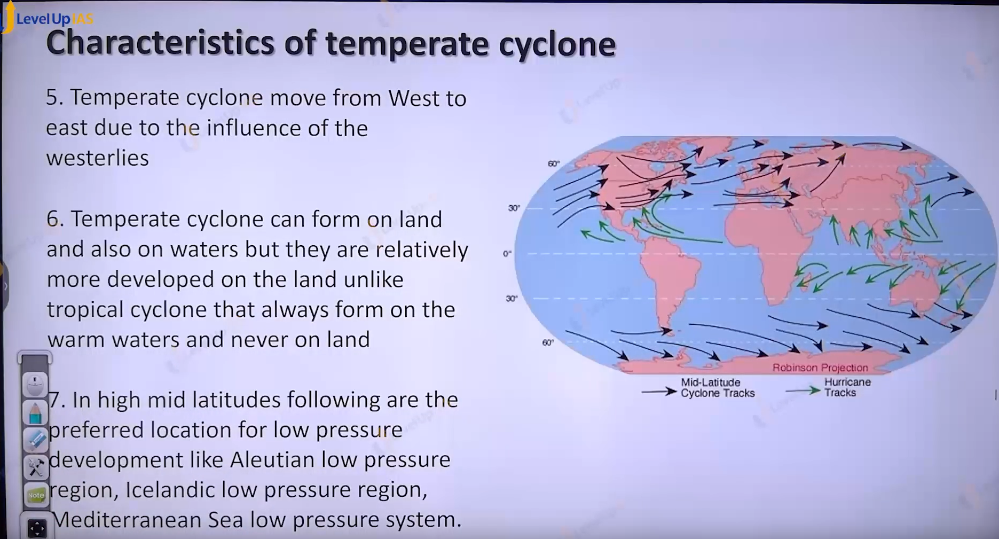 Level Up IAS
Characteristics of temperate cyclone
5. Temperate cyclone move from West to
east due to the influence of the
westerlies
6. Temperate cyclone can form on land
and also on waters but they are relatively
more developed on the land unlike
tropical cyclone that always form on the
warm waters and never on land
7. In high mid latitudes following are the
preferred location for low pressure
development like Aleutian low pressure
region, Icelandic low pressure region,
Mediterranean Sea low pressure system.
60°
30°
0°
30°
60°
Robinson Projection
Mid-Latitude
Cyclone Tracks
Hurricane
Tracks
Note